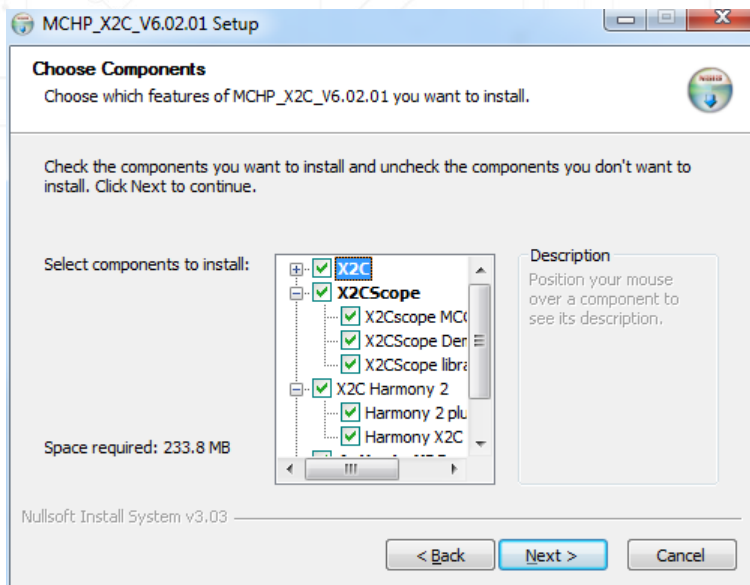 MCHP_X2C_V6.02.01 Setup
Choose Components
Choose which features of MCHP_X2C_V6.02.01 you want to install.
Check the components you want to install and uncheck the components you don't want to
install. Click Next to continue.
Select components to install:
X2C
X2CScope
X2Cscope
X2CScope
X2CScope
X2C Harmony 2
Harmony 2
Harmony X2C
Space required: 233.8 MB
Description
Position your mouse
over a component to
see its description.
Nullsoft Install System v3.03
< Back
Next >
Cancel